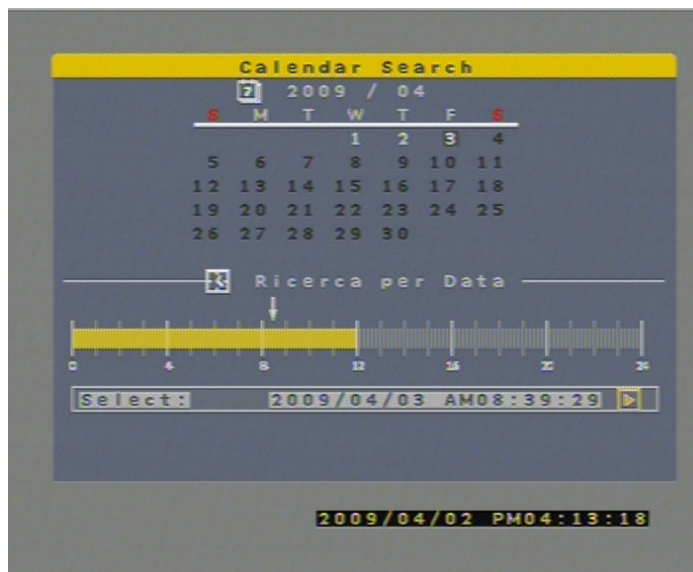 Calendar Search
2009 / 04
S M T W T F S
1 2 3 4
5 6 7 8 9 10 11
12 13 14 15 16 17 18
19 20 21 22 23 24 25
26 27 28 29 30
Ricerca per Data
0 4 8 12 16 20 24
Select: 2009/04/03 AM08:39:29
2009/04/02 PM04:13:18